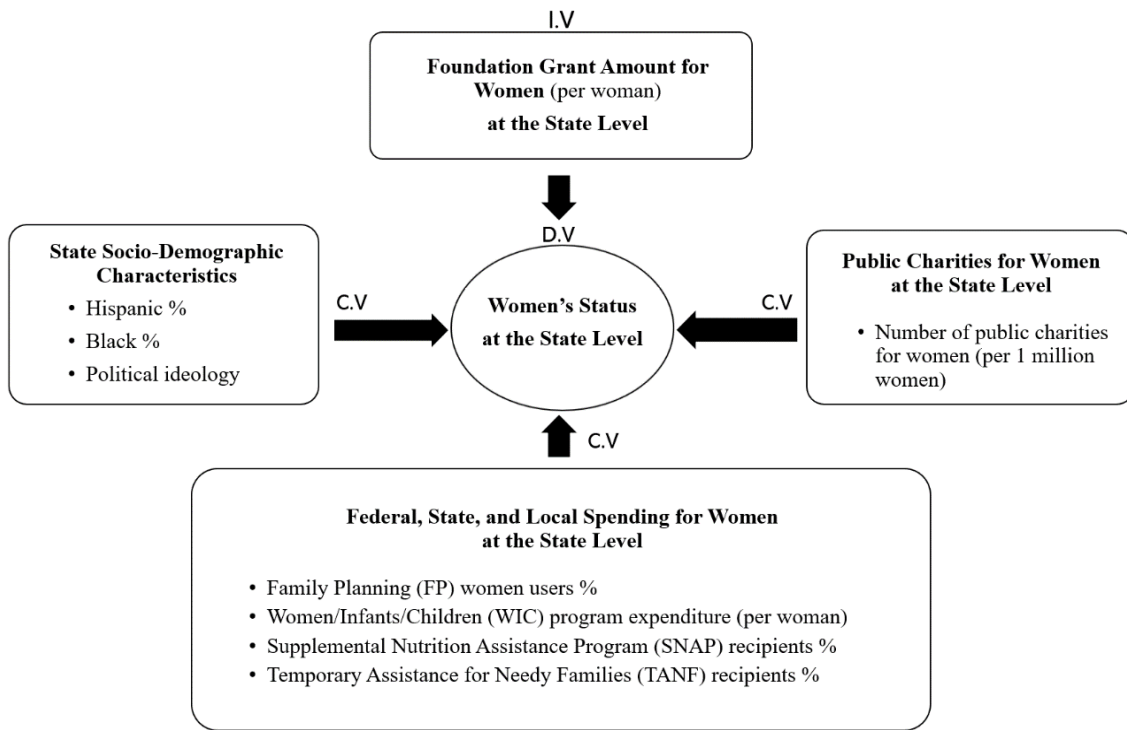 I.V
Foundation Grant Amount for
Women (per woman)
at the State Level
D.V
Women’s Status
at the State Level
State Socio-Demographic
Characteristics
• Hispanic %
• Black %
• Political ideology
C.V
Public Charities for Women
at the State Level
• Number of public charities
for women (per 1 million
women)
C.V
C.V
Federal, State, and Local Spending for Women
at the State Level
• Family Planning (FP) women users %
• Women/Infants/Children (WIC) program expenditure (per woman)
• Supplemental Nutrition Assistance Program (SNAP) recipients %
• Temporary Assistance for Needy Families (TANF) recipients %